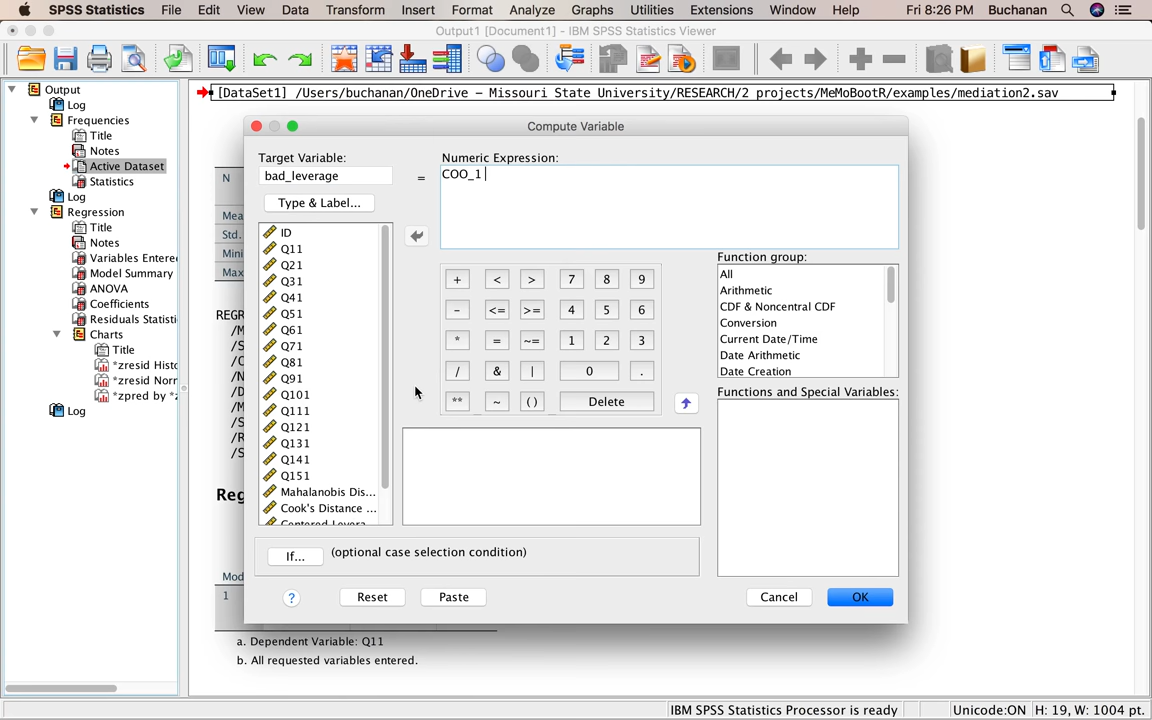 SPSS Statistics File Edit View Data Transform Insert Format Analyze Graphs Utilities Extensions Window Help Fri 8:26 PM Buchanan
Output1 [Document1] - IBM SPSS Statistics Viewer
Output
Log
Frequencies
Title
Notes
Active Dataset
Statistics
Log
Regression
Title
Notes
Variables Entere
Model Summary
ANOVA
Coefficients
Residuals Statisti
Charts
Title
*zresid Histo
*zresid Norr
*zpred by *z
Log
[DataSet1] /Users/buchanan/OneDrive – Missouri State University/RESEARCH/2 projects/MeMoBootR/examples/mediation2.sav
N
Mea
Std.
Mini
Max
REGR
/M
/S
/C
/N
/D
/M
/S
/R
/S
Reg
Mod
1
a. Dependent Variable: Q11
b. All requested variables entered.
Compute Variable
Target Variable:
bad_leverage
=
Type & Label...
Numeric Expression:
COO_1
ID
Q11
Q21
Q31
Q41
Q51
Q61
Q71
Q81
Q91
Q101
Q111
Q121
Q131
Q141
Q151
Mahalanobis Dis...
Cook's Distance ...
Centered Levera
+ < > 7 8 9
- <= >= 4 5 6
* = ~= 1 2 3
/ & | 0 .
** ~ () Delete
Function group:
All
Arithmetic
CDF & Noncentral CDF
Conversion
Current Date/Time
Date Arithmetic
Date Creation
Functions and Special Variables:
If... (optional case selection condition)
? Reset Paste Cancel OK
IBM SPSS Statistics Processor is ready Unicode:ON H: 19, W: 1004 pt.